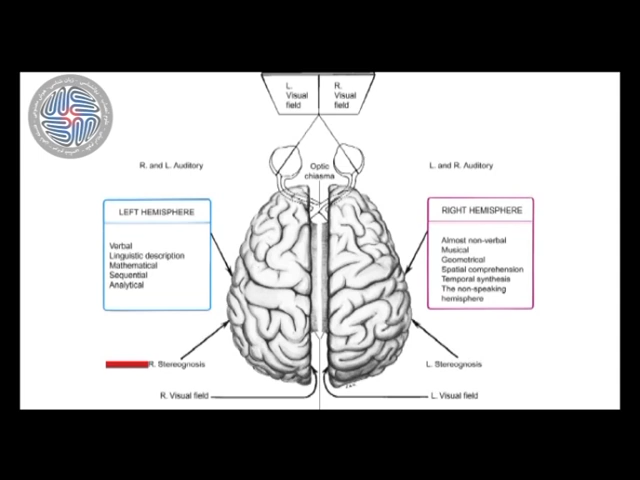 L.
Visual
field
R.
Visual
field
R. and L. Auditory
Optic
chiasma
L. and R. Auditory
LEFT HEMISPHERE
Verbal
Linguistic description
Mathematical
Sequential
Analytical
RIGHT HEMISPHERE
Almost non-verbal
Musical
Geometrical
Spatial comprehension
Temporal synthesis
The non-speaking
hemisphere
R. Stereognosis
L. Stereognosis
R. Visual field
L. Visual field